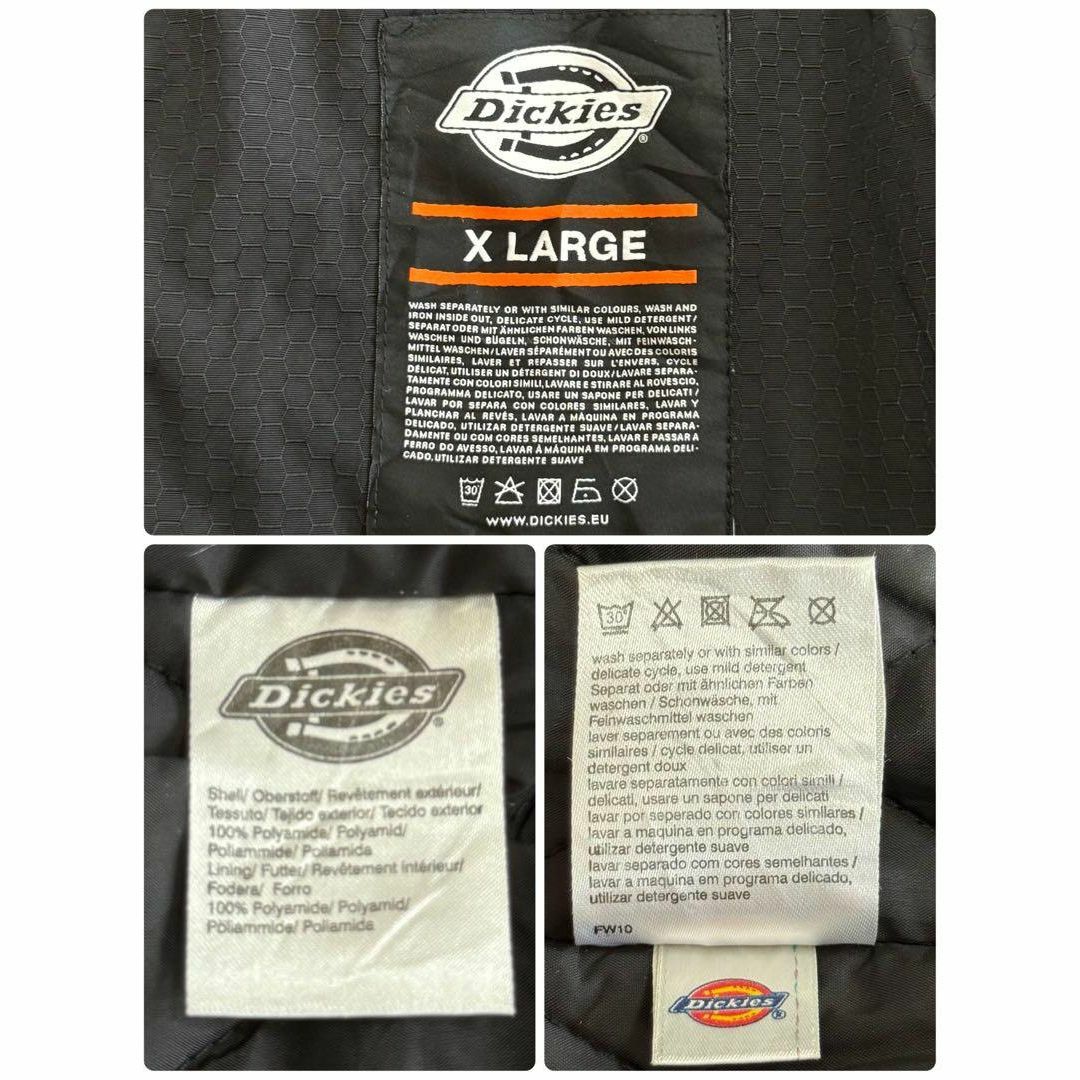 Dickies
®
X LARGE
WASH SEPARATELY OR WITH SIMILAR COLOURS, WASH AND
IRON INSIDE OUT, DELICATE CYCLE, USE MILD DETERGENT/
SEPARAT ODER MIT ÄHNLICHEN FARBEN WASCHEN, VON LINKS
WASCHEN UND BÜGELN, SCHONWÄSCHE, MIT FEINWASCH-
MITTEL WASCHEN/LAVER SÉPARÉMENT OU AVEC DES COLORIS
SIMILAIRES, LAVER ET REPASSER SUR L'ENVERS, CYCLE
DÉLICAT, UTILISER UN DÉTERGENT DI DOUX/LAVARE SEPARA-
TAMENTE CON COLORI SIMILI, LAVARE E STIRARE AL ROVESCIO,
PROGRAMMA DELICATO, USARE UN SAPONE PER DELICATI/
LAVAR POR SEPARA CON COLORES SIMILARES, LAVAR Y
PLANCHAR AL REVÉS, LAVAR A MÀQUINA EN PROGRAMA
DELICADO, UTILIZAR DETERGENTE SUAVE/LAVAR SEPARA-
DAMENTE OU COM CORES SEMELHANTES, LAVAR E PASSAR A
FERRO DO AVESSO, LAVAR À MÀQUINA EM PROGRAMA DELI-
CADO, UTILIZAR DETERGENTE SUAVE
30°
WWW.DICKIES.EU
Dickies
®
Shell/ Oberstoff/ Revêtement extérieur/
Tessuto/ Tejido exterior/ Tecido exterior
100% Polyamide/ Polyamid/
Poliammide/ Poliamida
Lining/ Futter/ Revêtement intérieur/
Fodera/ Forro
100% Polyamide/ Polyamid/
Poliammide/ Poliamida
30°
wash separately or with similar colors /
delicate cycle, use mild detergent
Separat oder mit ähnlichen Farben
waschen / Schonwäsche, mit
Feinwaschmittel waschen
laver separement ou avec des coloris
similaires / cycle delicat, utiliser un
detergent doux
lavare separatamente con colori simili /
delicati, usare un sapone per delicati
lavar por seperado con colores similares /
lavar a maquina en programa delicado,
utilizar detergente suave
lavar separado com cores semelhantes /
lavar a maquina em programa delicado,
utilizar detergente suave
FW10
Dickies
®